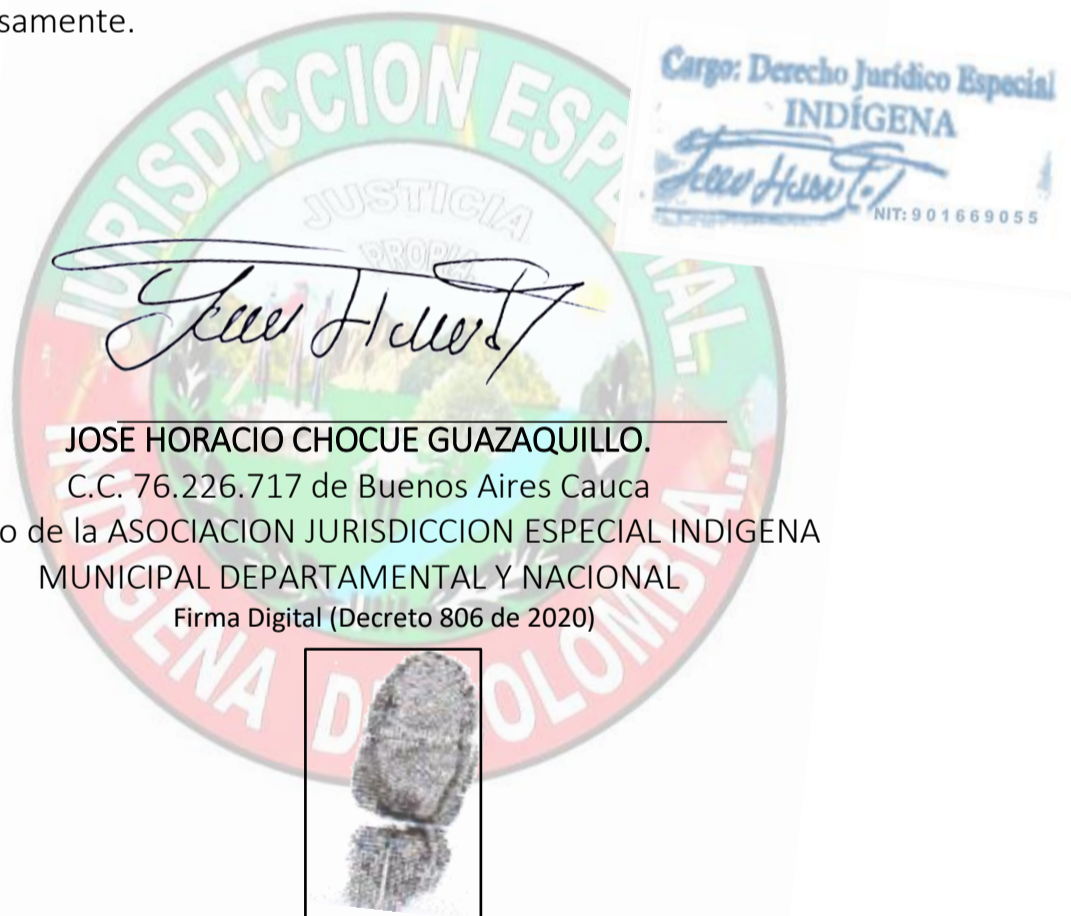 samente.
Cargo: Derecho Jurídico Especial
INDÍGENA
NIT: 901669055
JURISDICCION ESPECIAL
JUSTICIA
PROPIA
JOSE HORACIO CHOCUE GUAZAQUILLO.
C.C. 76.226.717 de Buenos Aires Cauca
o de la ASOCIACION JURISDICCION ESPECIAL INDIGENA
MUNICIPAL DEPARTAMENTAL Y NACIONAL
Firma Digital (Decreto 806 de 2020)
INDIGENA DE COLOMBIA..